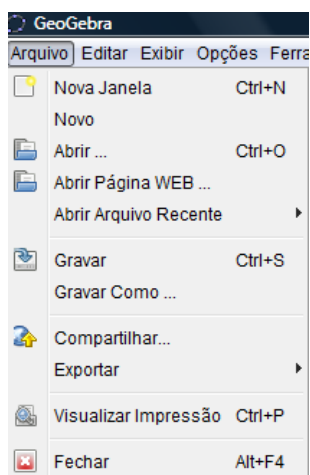 GeoGebra
Arquivo Editar Exibir Opções Ferra
Nova Janela Ctrl+N
Novo
Abrir ... Ctrl+O
Abrir Página WEB ...
Abrir Arquivo Recente
Gravar Ctrl+S
Gravar Como ...
Compartilhar...
Exportar
Visualizar Impressão Ctrl+P
Fechar Alt+F4